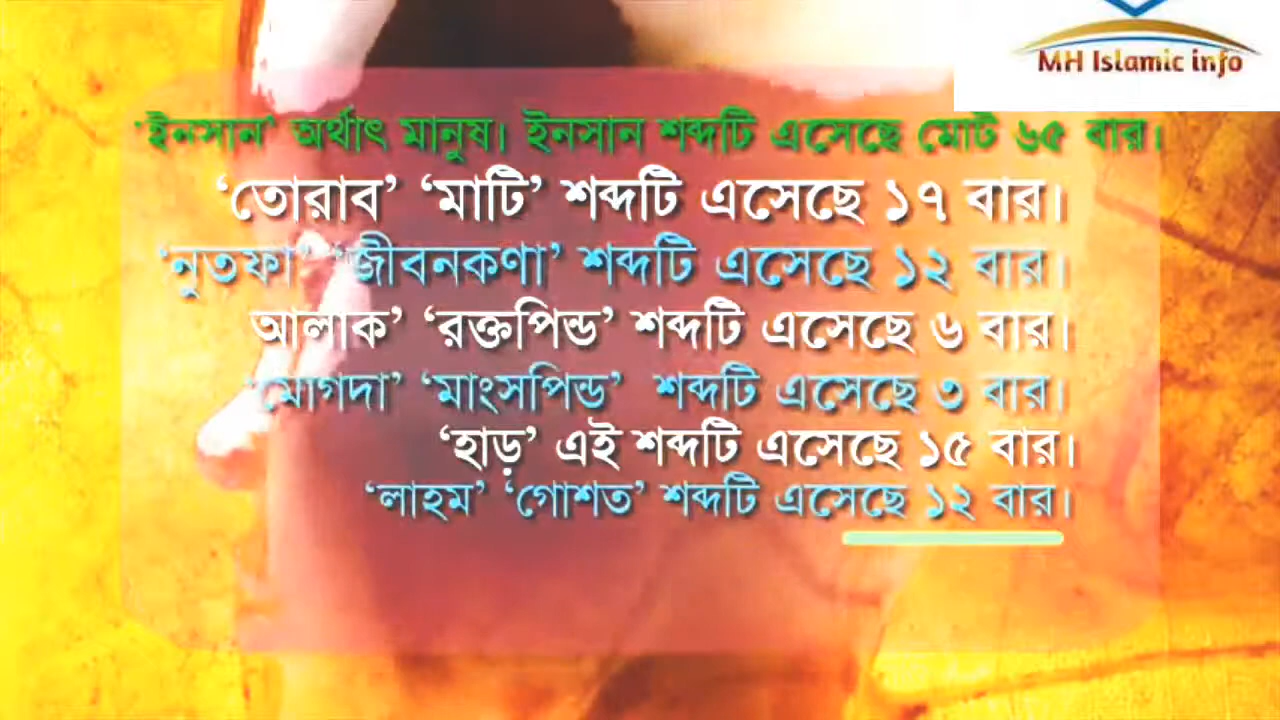 MH Islamic info
'ইনসান' অর্থাৎ মানুষ। ইনসান শব্দটি এসেছে মোট ৬৫ বার।
‘তোরাব’ ‘মাটি’ শব্দটি এসেছে ১৭ বার।
‘নুতফা’ ‘জীবনকণা’ শব্দটি এসেছে ১২ বার।
আলাক’ ‘রক্তপিন্ড’ শব্দটি এসেছে ৬ বার।
‘মোগদা’ ‘মাংসপিন্ড’ শব্দটি এসেছে ৩ বার।
‘হাড়’ এই শব্দটি এসেছে ১৫ বার।
‘লাহম’ ‘গোশত’ শব্দটি এসেছে ১২ বার।